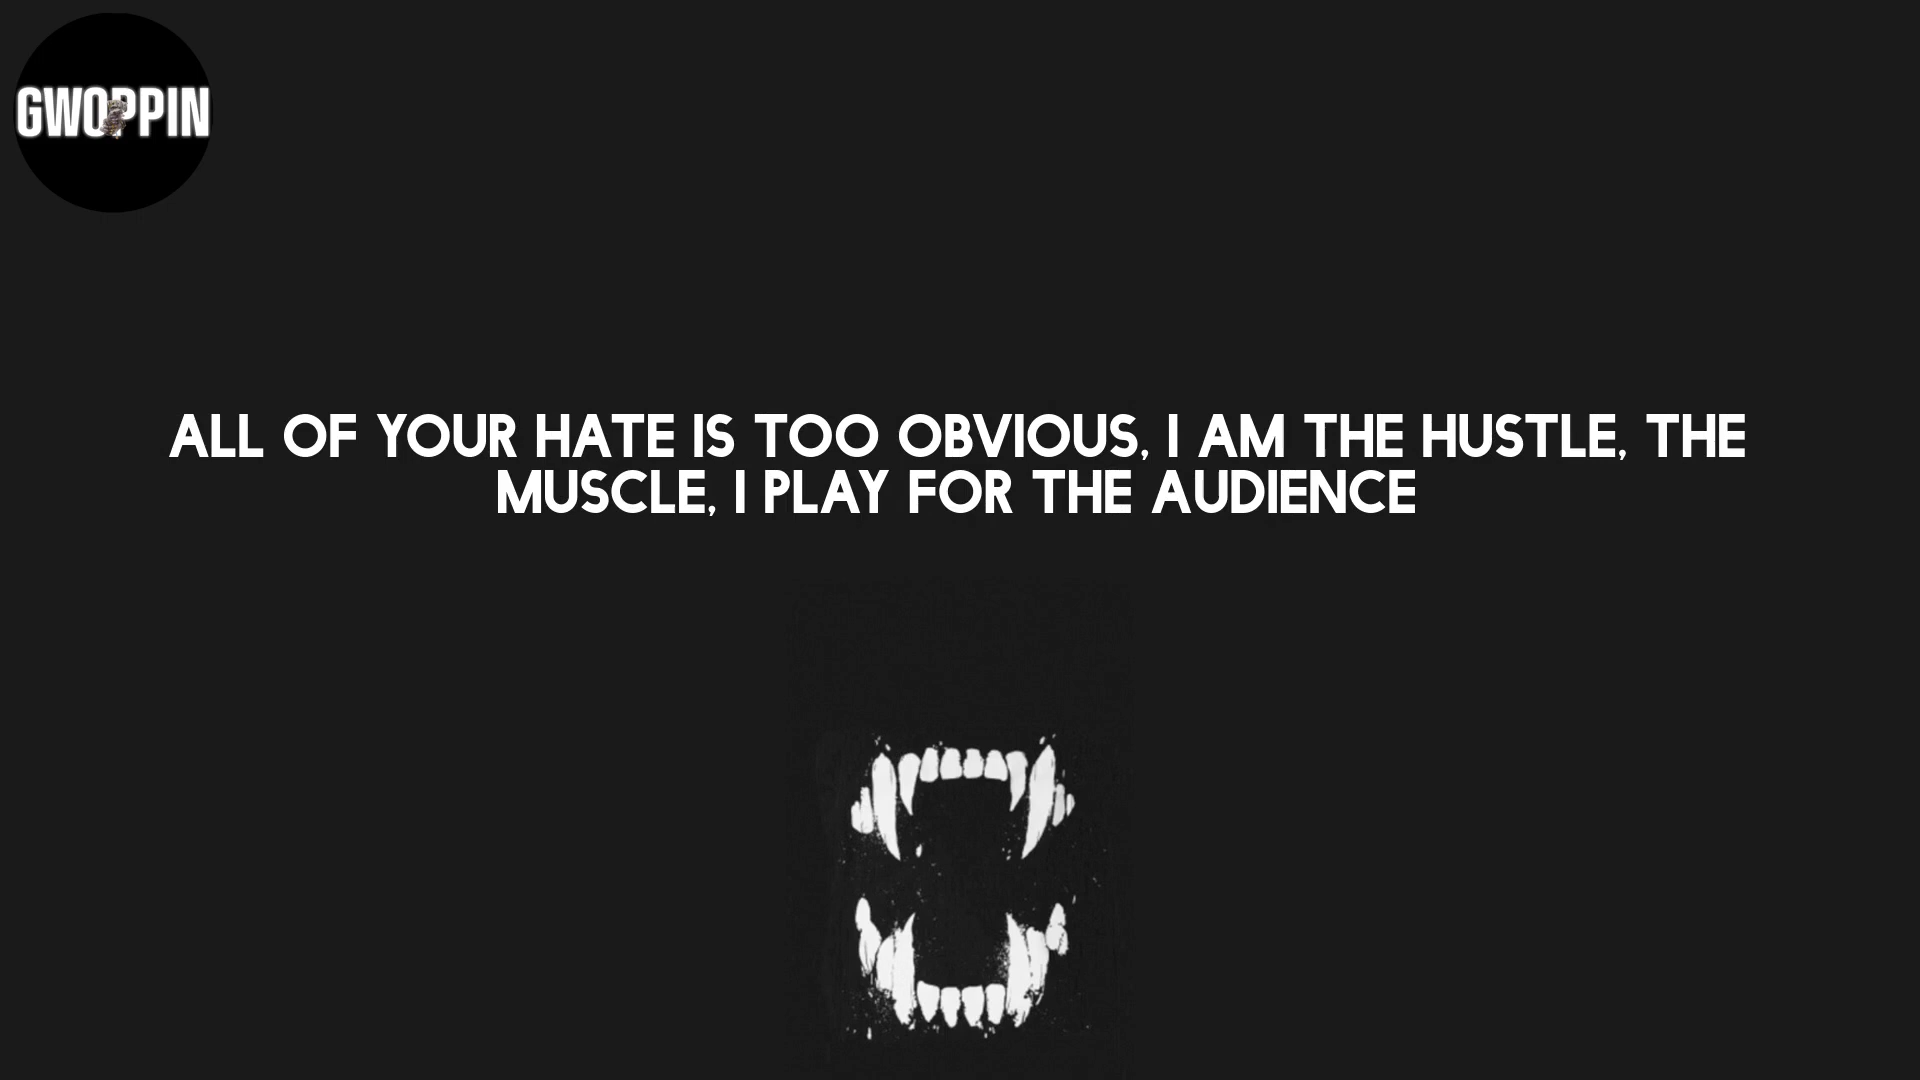 GWOPPIN
ALL OF YOUR HATE IS TOO OBVIOUS, I AM THE HUSTLE, THE
MUSCLE, I PLAY FOR THE AUDIENCE